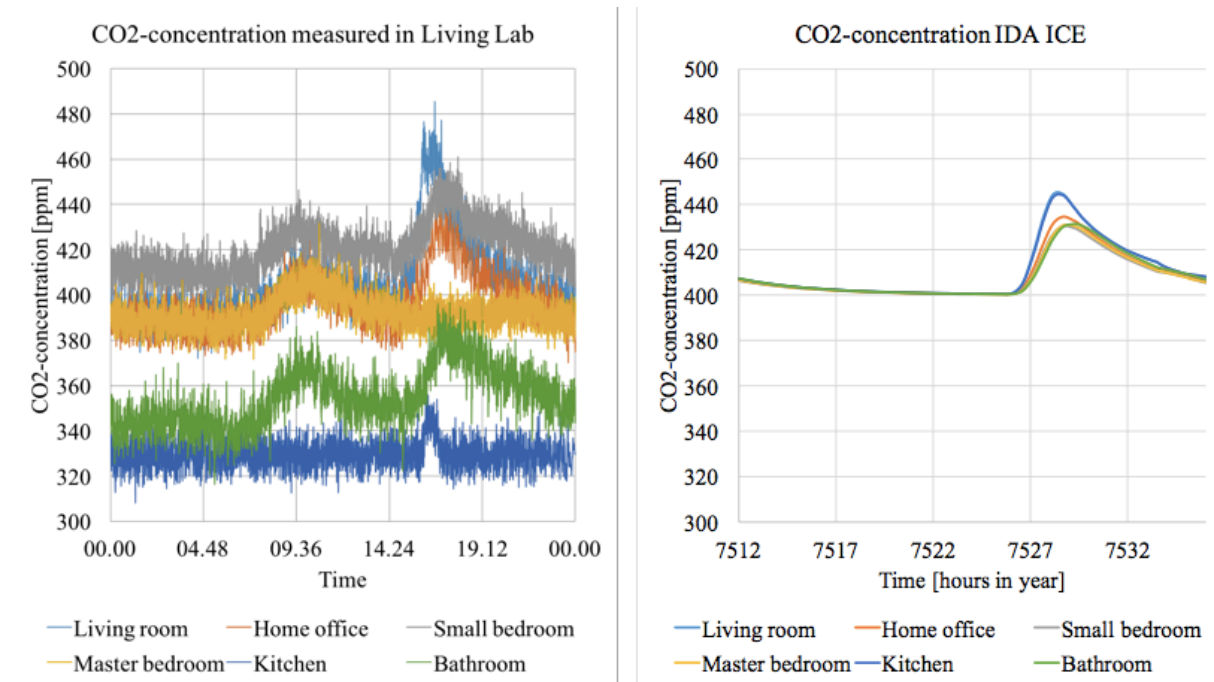 CO2-concentration measured in Living Lab
500
480
460
440
420
400
380
360
340
320
300
CO2-concentration [ppm]
00.00 04.48 09.36 14.24 19.12 00.00
Time
Living room Home office Small bedroom
Master bedroom Kitchen Bathroom
CO2-concentration IDA ICE
500
480
460
440
420
400
380
360
340
320
300
CO2-concentration [ppm]
7512 7517 7522 7527 7532
Time [hours in year]
Living room Home office Small bedroom
Master bedroom Kitchen Bathroom